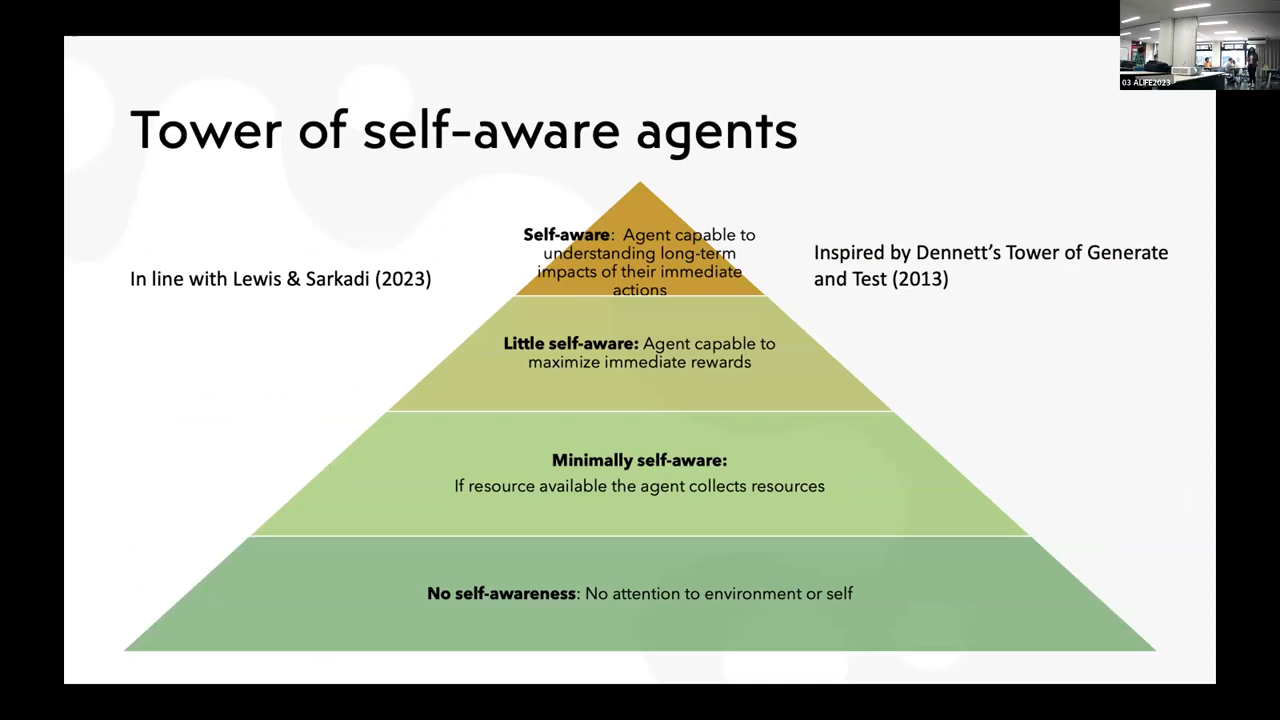 03 ALIFE2023
Tower of self-aware agents
In line with Lewis & Sarkadi (2023)
Self-aware:  Agent capable to
understanding long-term
impacts of their immediate
actions
Inspired by Dennett’s Tower of Generate
and Test (2013)
Little self-aware: Agent capable to
maximize immediate rewards
Minimally self-aware:
If resource available the agent collects resources
No self-awareness: No attention to environment or self